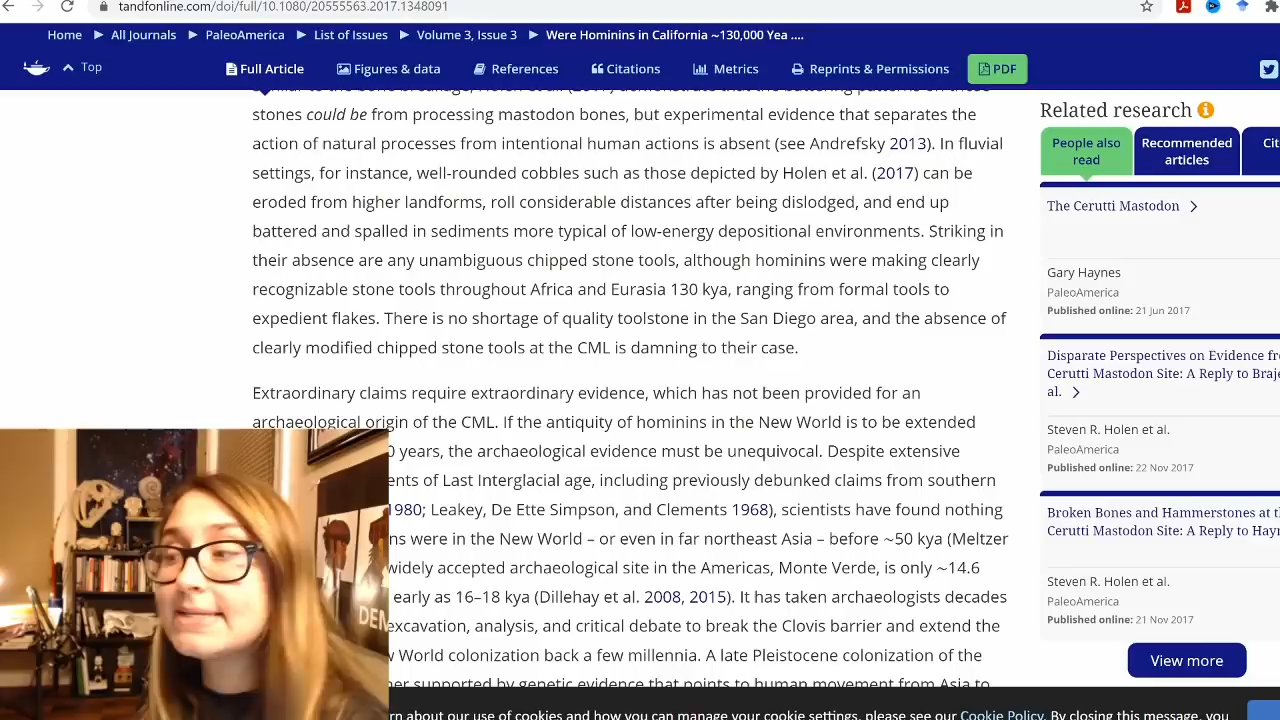 tandfonline.com/doi/full/10.1080/20555563.2017.1348091
Home ▶ All Journals ▶ PaleoAmerica ▶ List of Issues ▶ Volume 3, Issue 3 ▶ Were Hominins in California ~130,000 Yea ....
Top
Full Article
Figures & data
References
Citations
Metrics
Reprints & Permissions
PDF
stones could be from processing mastodon bones, but experimental evidence that separates the
action of natural processes from intentional human actions is absent (see Andrefsky 2013). In fluvial
settings, for instance, well-rounded cobbles such as those depicted by Holen et al. (2017) can be
eroded from higher landforms, roll considerable distances after being dislodged, and end up
battered and spalled in sediments more typical of low-energy depositional environments. Striking in
their absence are any unambiguous chipped stone tools, although hominins were making clearly
recognizable stone tools throughout Africa and Eurasia 130 kya, ranging from formal tools to
expedient flakes. There is no shortage of quality toolstone in the San Diego area, and the absence of
clearly modified chipped stone tools at the CML is damning to their case.
Extraordinary claims require extraordinary evidence, which has not been provided for an
archaeological origin of the CML. If the antiquity of hominins in the New World is to be extended
0 years, the archaeological evidence must be unequivocal. Despite extensive
ents of Last Interglacial age, including previously debunked claims from southern
1980; Leakey, De Ette Simpson, and Clements 1968), scientists have found nothing
ns were in the New World – or even in far northeast Asia – before ~50 kya (Meltzer
widely accepted archaeological site in the Americas, Monte Verde, is only ~14.6
early as 16–18 kya (Dillehay et al. 2008, 2015). It has taken archaeologists decades
excavation, analysis, and critical debate to break the Clovis barrier and extend the
w World colonization back a few millennia. A late Pleistocene colonization of the
er supported by genetic evidence that points to human movement from Asia to
Related research
People also
read
Recommended
articles
Cit
The Cerutti Mastodon
Gary Haynes
PaleoAmerica
Published online: 21 Jun 2017
Disparate Perspectives on Evidence fr
Cerutti Mastodon Site: A Reply to Braje
al.
Steven R. Holen et al.
PaleoAmerica
Published online: 22 Nov 2017
Broken Bones and Hammerstones at t
Cerutti Mastodon Site: A Reply to Hay
Steven R. Holen et al.
PaleoAmerica
Published online: 21 Nov 2017
View more
DEM
rn about our use of cookies and how you can manage your cookie settings, please see our Cookie Policy. By closing this message, you